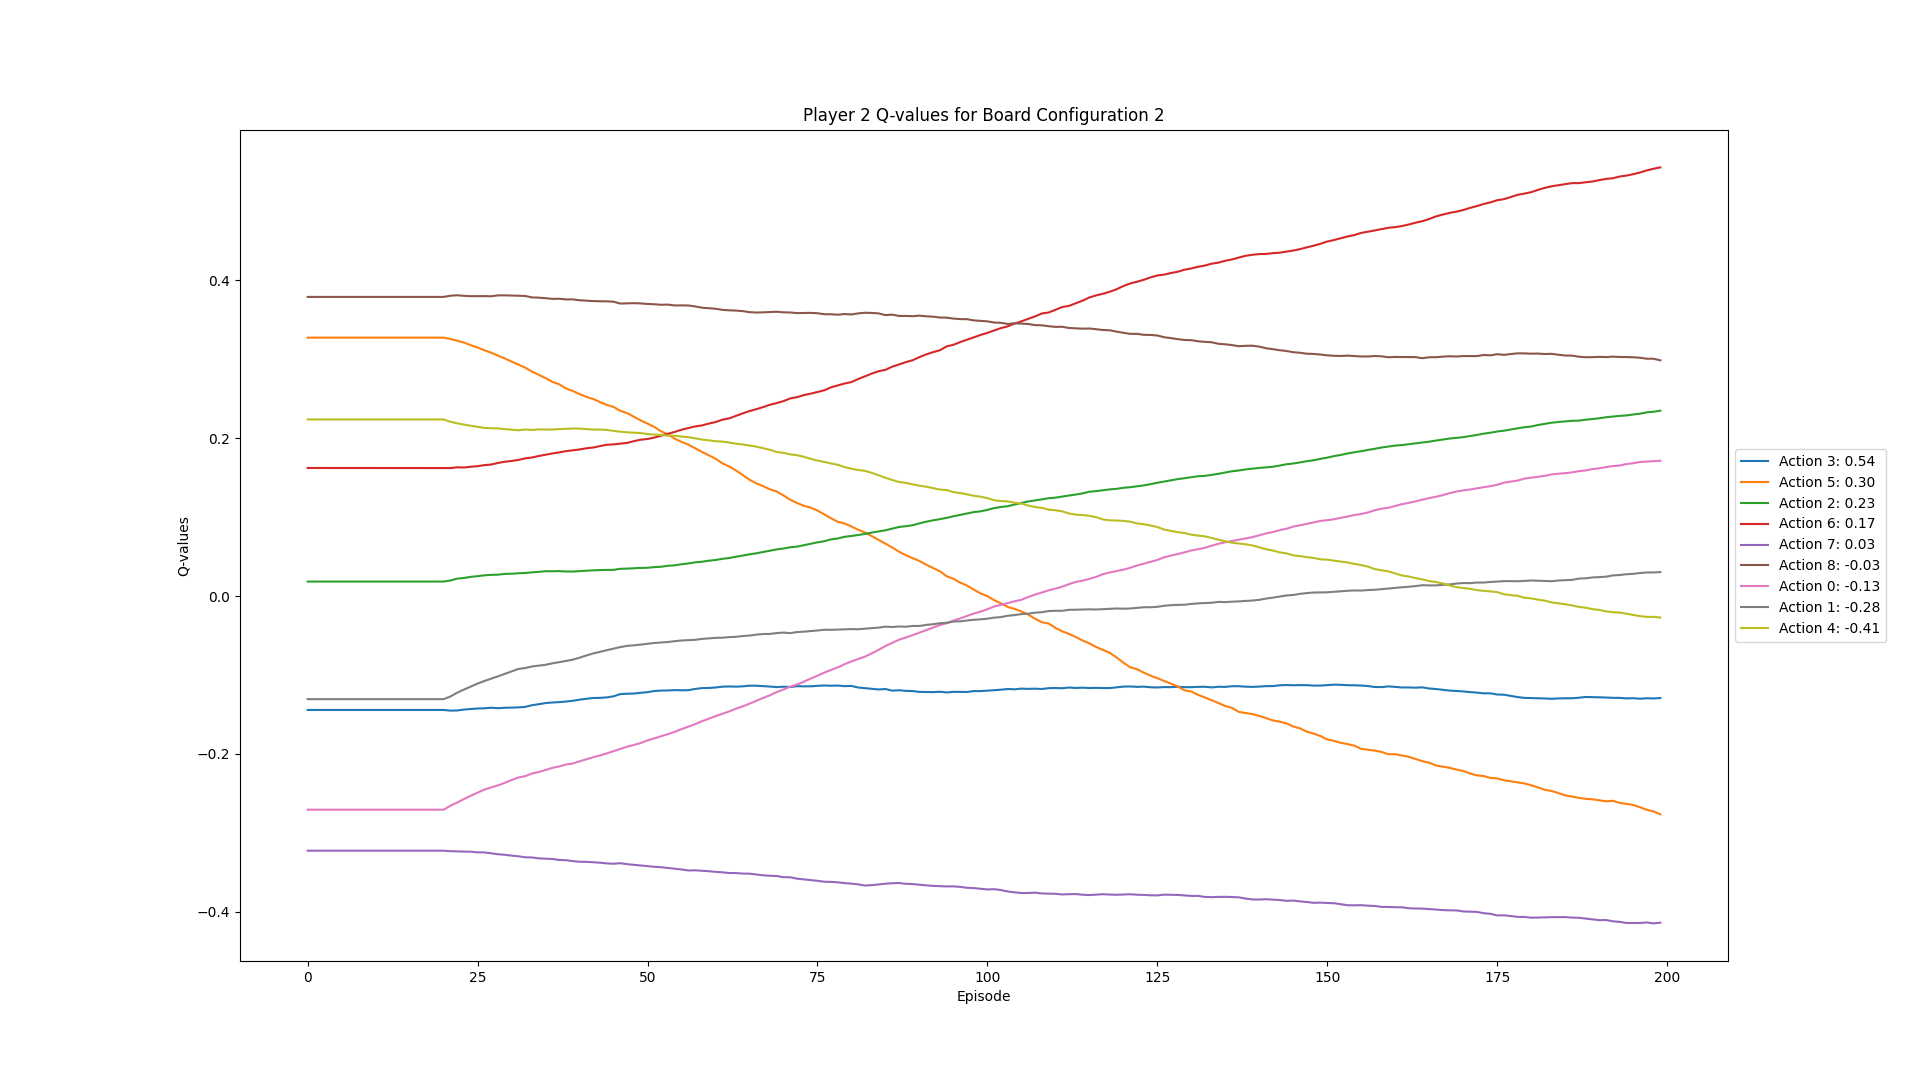 Player 2 Q-values for Board Configuration 2
Q-values
0.4
0.2
0.0
−0.2
−0.4
0 25 50 75 100 125 150 175 200
Episode
Action 3: 0.54
Action 5: 0.30
Action 2: 0.23
Action 6: 0.17
Action 7: 0.03
Action 8: -0.03
Action 0: -0.13
Action 1: -0.28
Action 4: -0.41